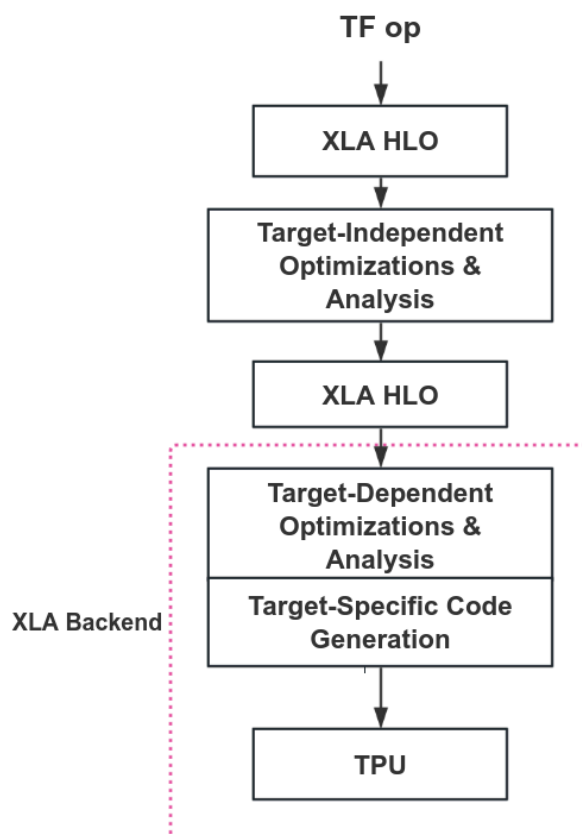 TF op
XLA HLO
Target-Independent
Optimizations &
Analysis
XLA HLO
Target-Dependent
Optimizations &
Analysis
XLA Backend
Target-Specific Code
Generation
TPU